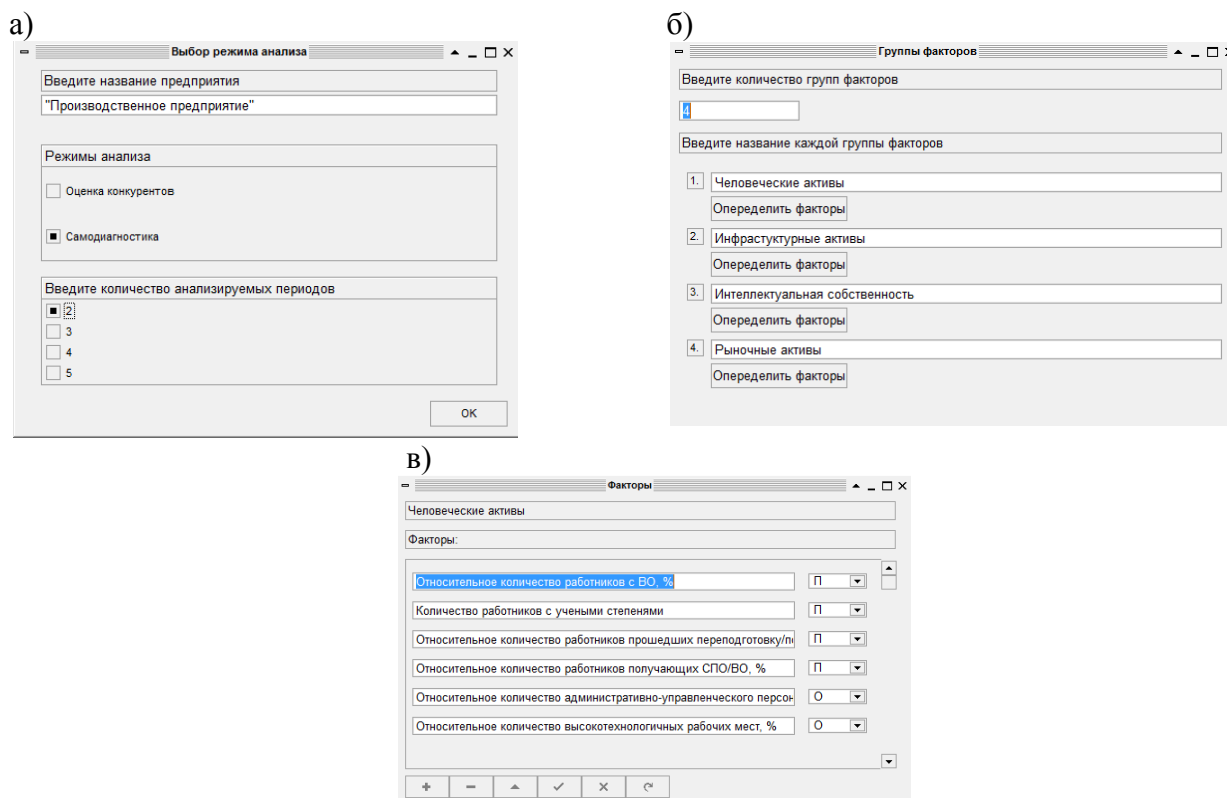 а)
Выбор режима анализа
Введите название предприятия
"Производственное предприятие"
Режимы анализа
Оценка конкурентов
Самодиагностика
Введите количество анализируемых периодов
2
3
4
5
OK
б)
Группы факторов
Введите количество групп факторов
4
Введите название каждой группы факторов
1. Человеческие активы
Опеределить факторы
2. Инфрастуктурные активы
Опеределить факторы
3. Интеллектуальная собственность
Опеределить факторы
4. Рыночные активы
Опеределить факторы
в)
Факторы
Человеческие активы
Факторы:
Относительное количество работников с ВО, % П
Количество работников с учеными степенями П
Относительное количество работников прошедших переподготовку/п П
Относительное количество работников получающих СПО/ВО, % П
Относительное количество административно-управленческого персон О
Относительное количество высокотехнологичных рабочих мест, % О